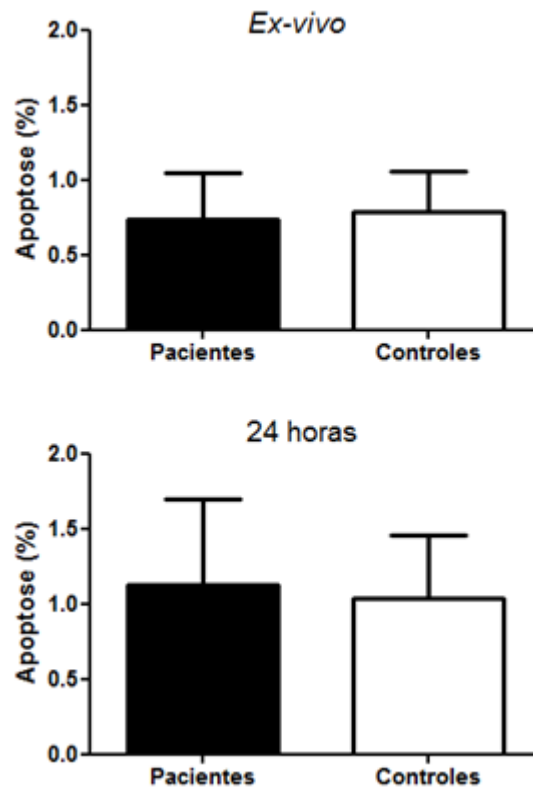 Ex-vivo
2.0
1.5
1.0
0.5
0.0
Apoptose (%)
Pacientes Controles
24 horas
2.0
1.5
1.0
0.5
0.0
Apoptose (%)
Pacientes Controles